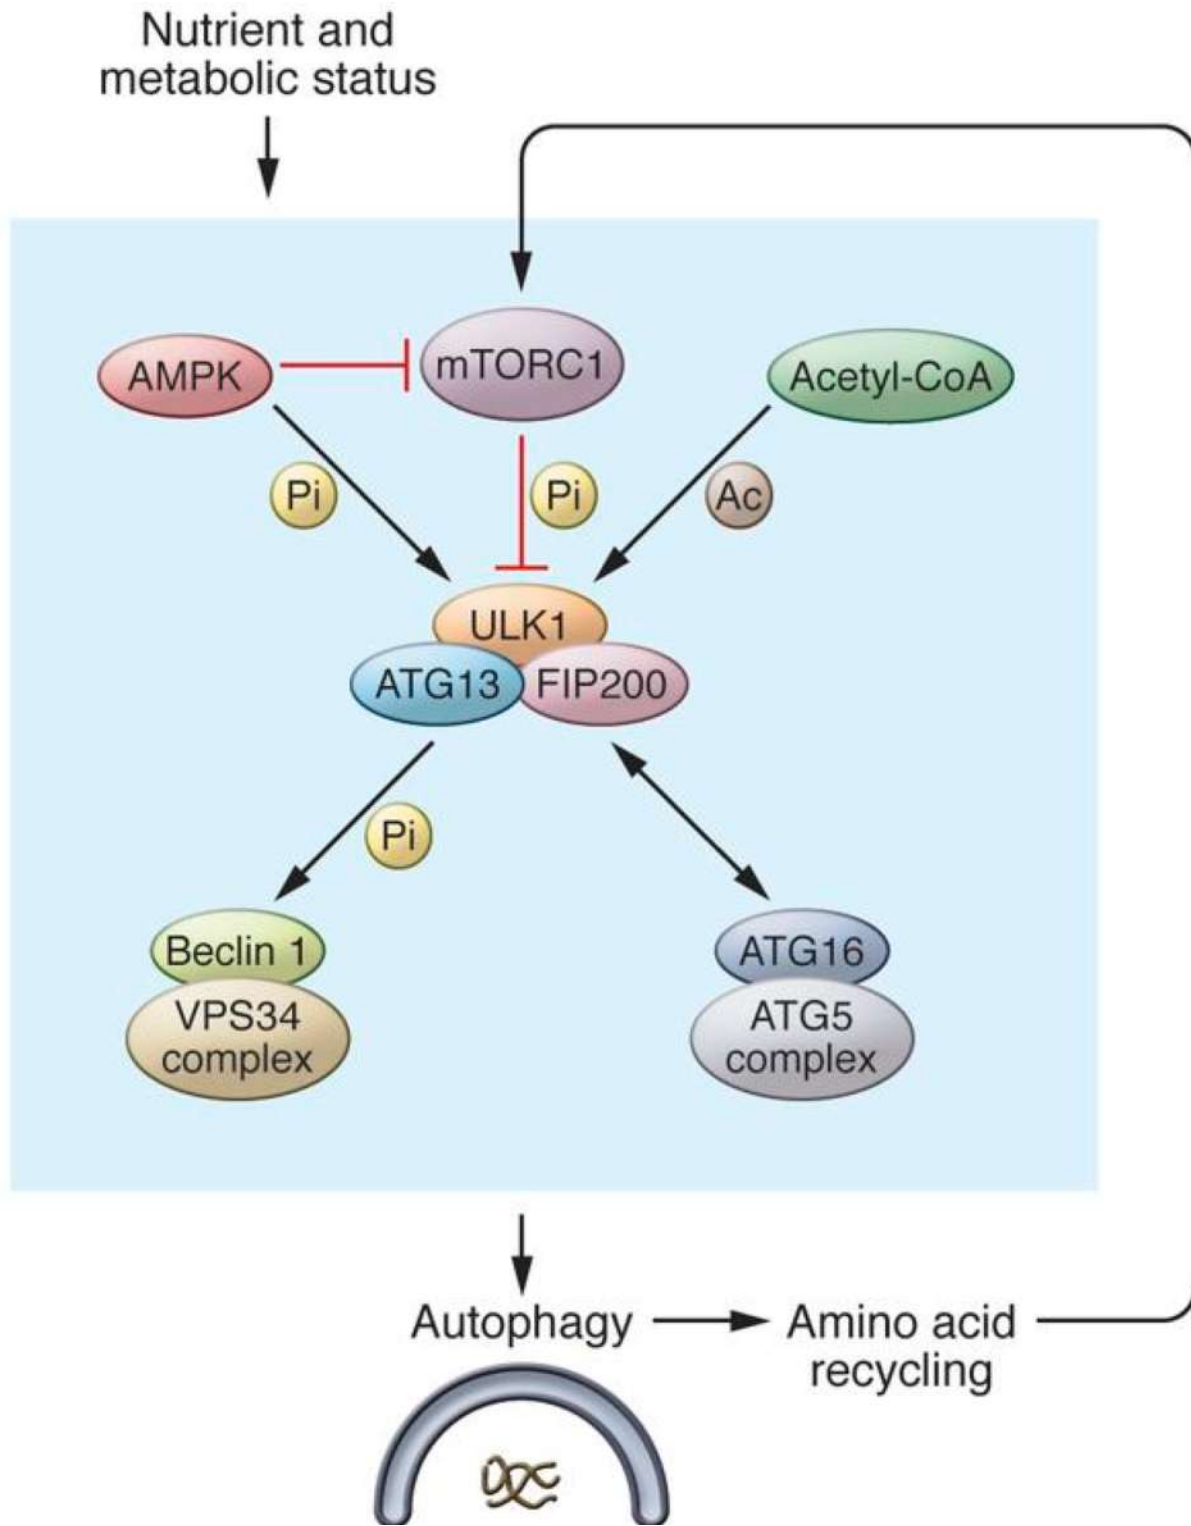 Nutrient and
metabolic status
AMPK
mTORC1
Acetyl-CoA
Pi
Pi
Ac
ULK1
ATG13
FIP200
Pi
Beclin 1
VPS34
complex
ATG16
ATG5
complex
Autophagy
Amino acid
recycling